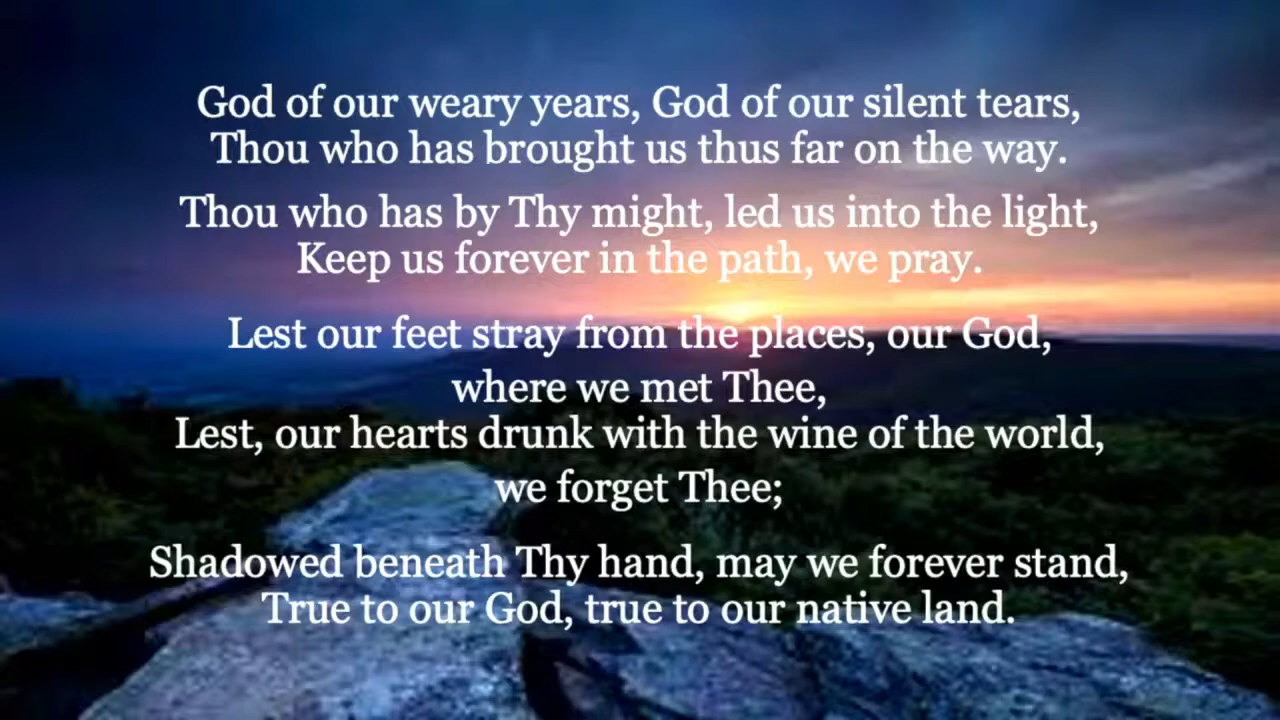 God of our weary years, God of our silent tears,
Thou who has brought us thus far on the way.
Thou who has by Thy might, led us into the light,
Keep us forever in the path, we pray.
Lest our feet stray from the places, our God,
where we met Thee,
Lest, our hearts drunk with the wine of the world,
we forget Thee;
Shadowed beneath Thy hand, may we forever stand,
True to our God, true to our native land.